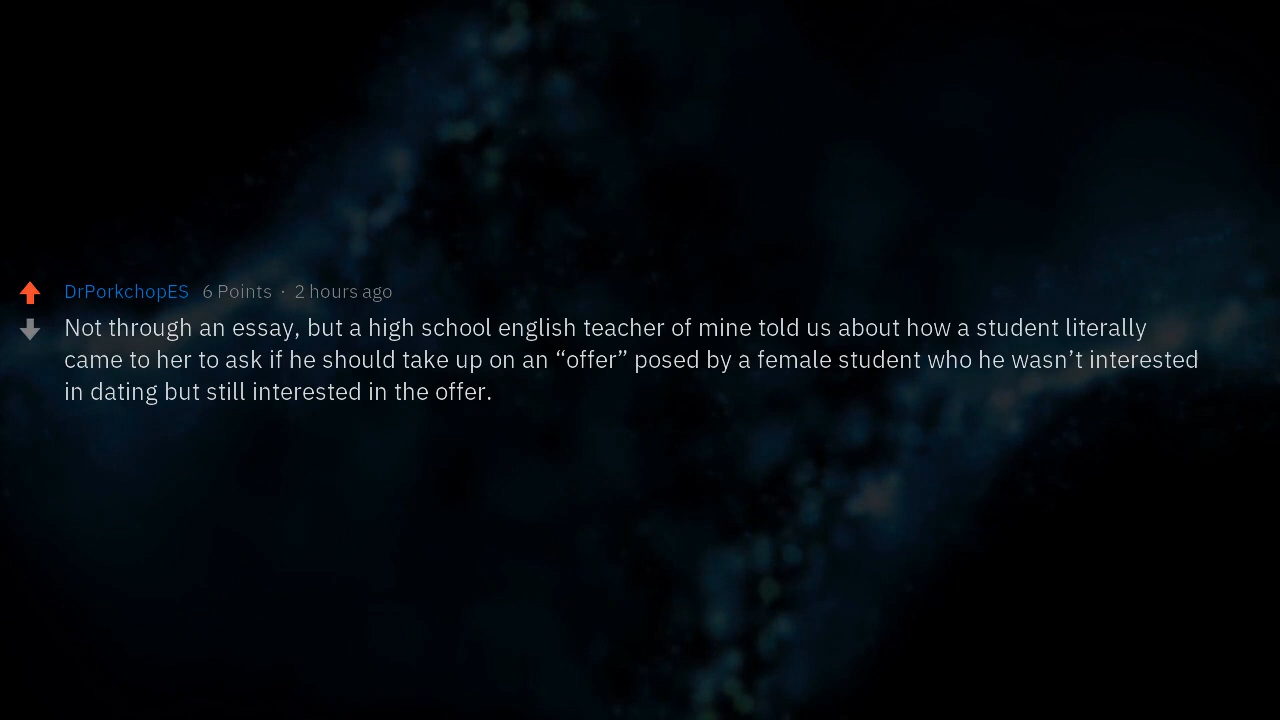 DrPorkchopES 6 Points · 2 hours ago
Not through an essay, but a high school english teacher of mine told us about how a student literally
came to her to ask if he should take up on an “offer” posed by a female student who he wasn’t interested
in dating but still interested in the offer.